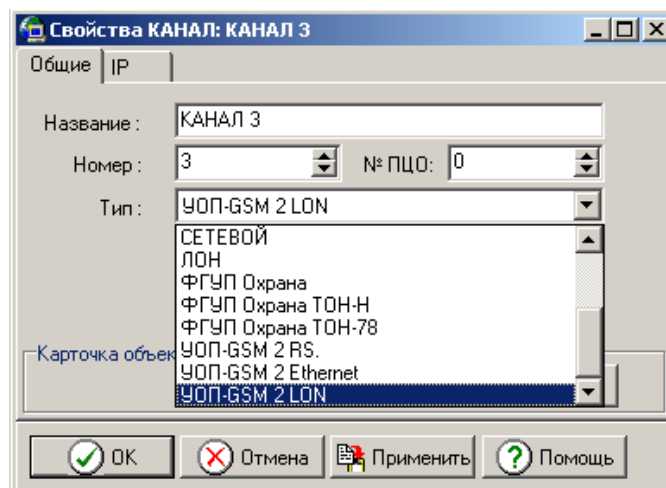 Свойства КАНАЛ: КАНАЛ 3
Общие IP
Название : КАНАЛ 3
Номер : 3 № ПЦО: 0
Тип : УОП-GSM 2 LON
СЕТЕВОЙ
ЛОН
ФГУП Охрана
ФГУП Охрана ТОН-Н
ФГУП Охрана ТОН-78
Карточка объек УОП-GSM 2 RS.
УОП-GSM 2 Ethernet
УОП-GSM 2 LON
OK Отмена Применить Помощь